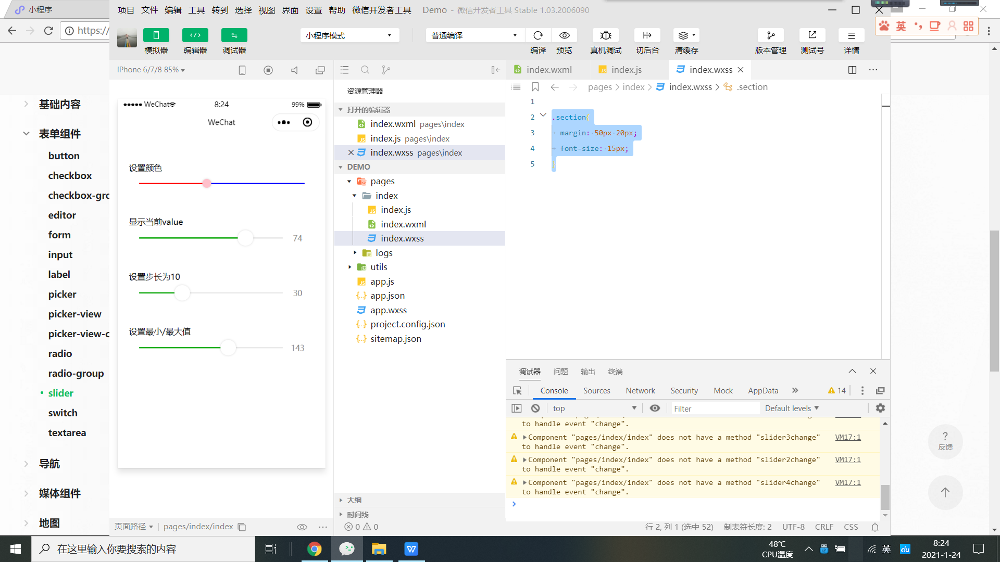 小程序
https://
基础内容
表单组件
button
checkbox
checkbox-grc
editor
form
input
label
picker
picker-view
picker-view-c
radio
radio-group
slider
switch
textarea
导航
媒体组件
地图
项目 文件 编辑 工具 转到 选择 视图 界面 设置 帮助 微信开发者工具 Demo - 微信开发者工具 Stable 1.03.2006090
小程序模式
普通编译
模拟器 编辑器 调试器 编译 预览 真机调试 切后台 清缓存 版本管理 测试号 详情
英
iPhone 6/7/8 85%
WeChat 8:24 99%
WeChat
设置颜色
显示当前value
74
设置步长为10
30
设置最小/最大值
143
页面路径 pages/index/index
资源管理器
打开的编辑器
index.wxml pages\index
index.js pages\index
index.wxss pages\index
DEMO
pages
index
index.js
index.wxml
index.wxss
logs
utils
app.js
app.json
app.wxss
project.config.json
sitemap.json
大纲
时间线
0 0
index.wxml index.js index.wxss
pages index index.wxss .section
1
2 .section{
3 margin: 50px 20px;
4 font-size: 15px;
5 }
调试器 问题 输出 终端
Console Sources Network Security Mock AppData 14
top Filter Default levels
to handle event "change".
Component "pages/index/index" does not have a method "slider3change" VM17:1
to handle event "change".
Component "pages/index/index" does not have a method "slider2change" VM17:1
to handle event "change".
Component "pages/index/index" does not have a method "slider4change" VM17:1
to handle event "change".
行 2, 列 1 (选中 52) 制表符长度: 2 UTF-8 CRLF CSS
?
反馈
在这里输入你要搜索的内容
48℃
CPU温度
英
du
8:24
2021-1-24